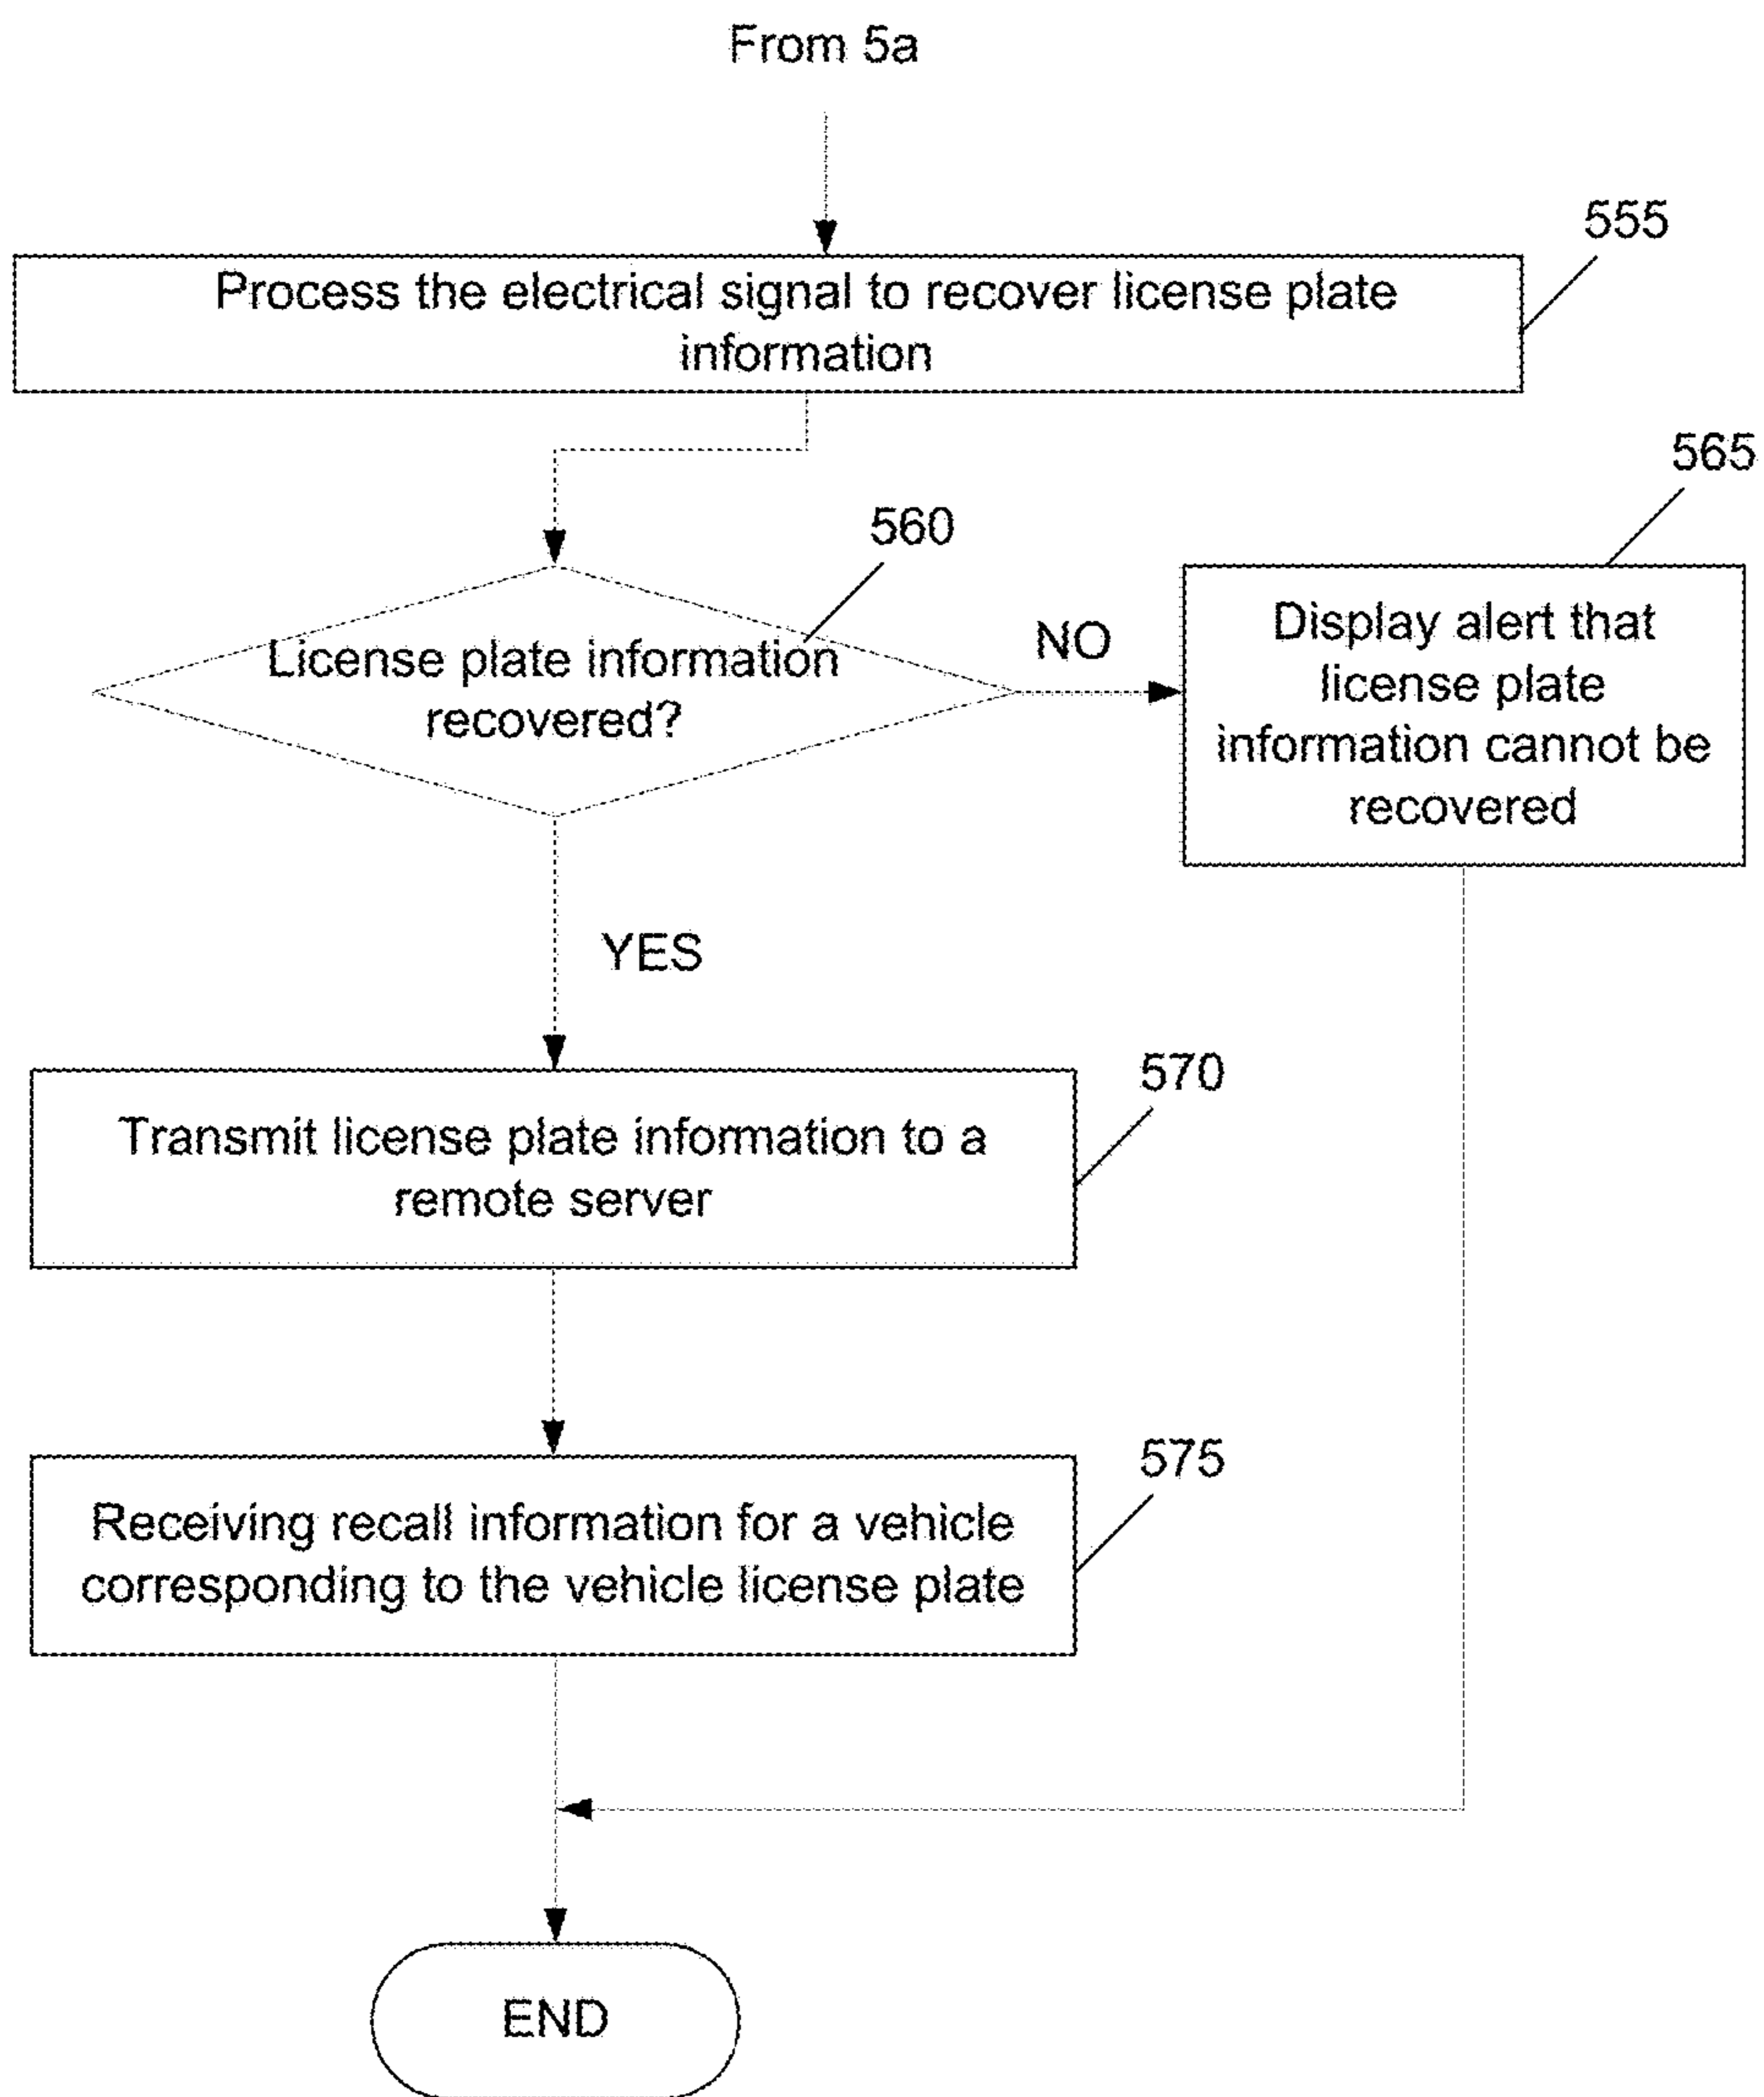 From 5a
555
Process the electrical signal to recover license plate
information
565
560
License plate information
recovered?
NO
Display alert that
license plate
information cannot be
recovered
YES
570
Transmit license plate information to a
remote server
575
Receiving recall information for a vehicle
corresponding to the vehicle license plate
END